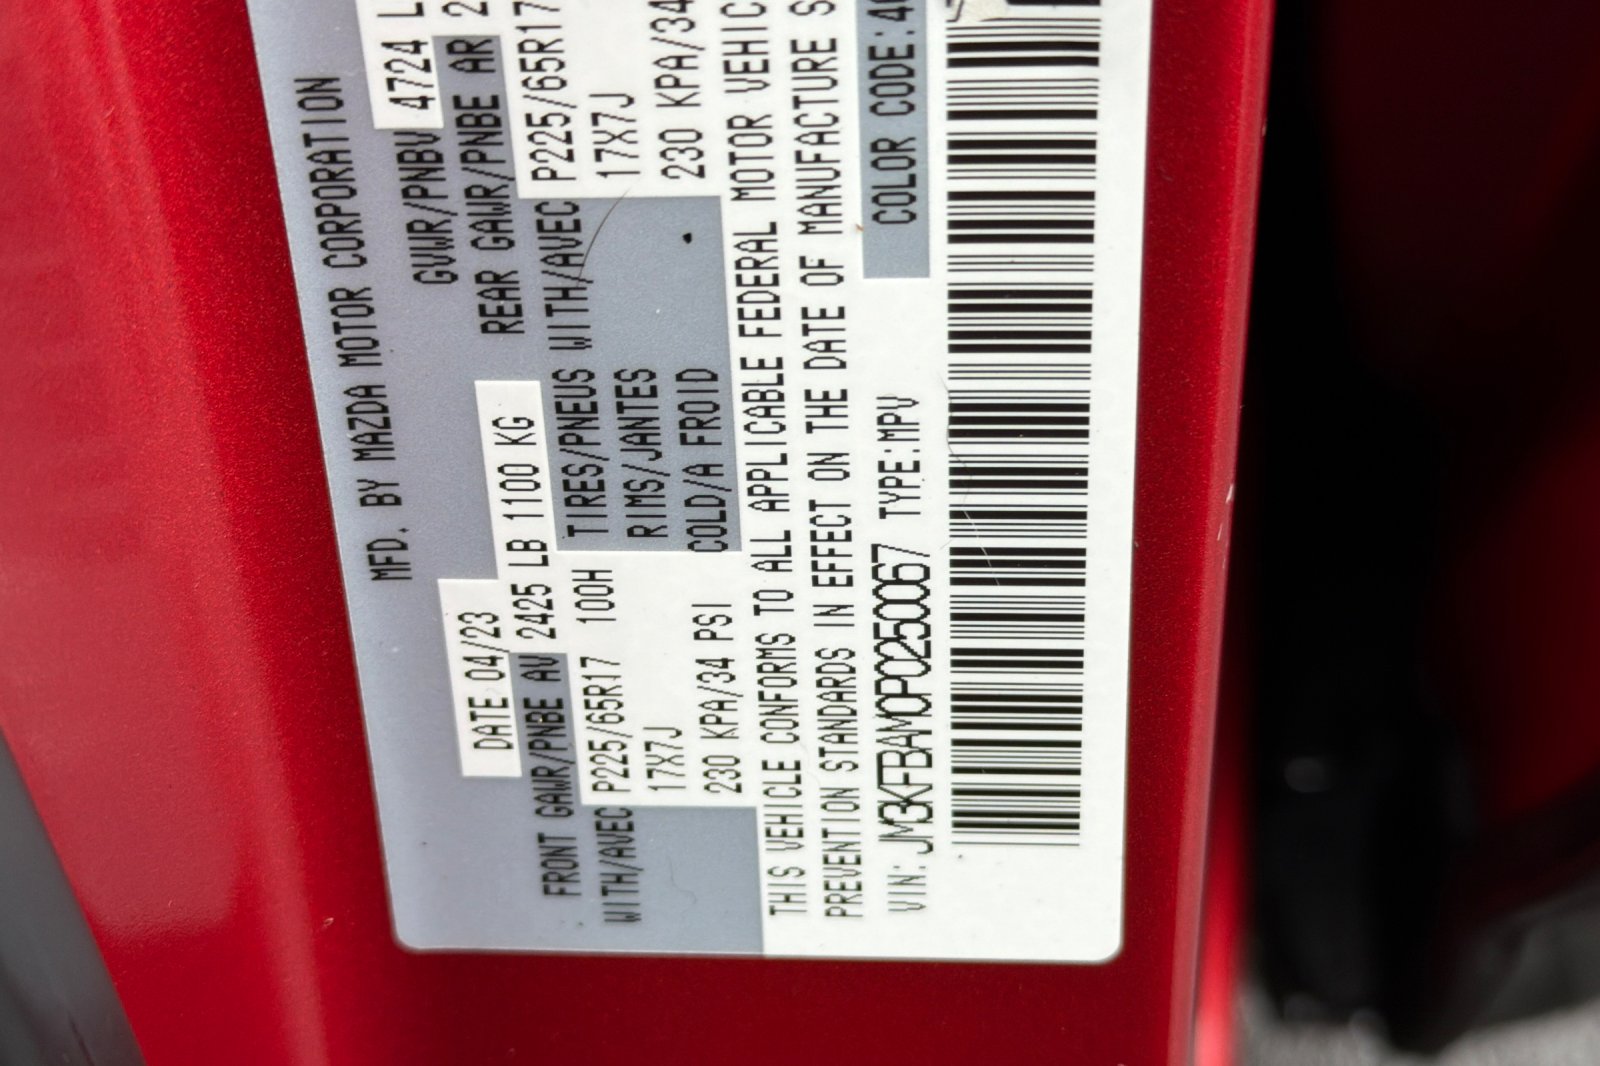 MFD. BY MAZDA MOTOR CORPORATION
DATE 04/23 GVWR/PNBV 4724 L
FRONT GAWR/PNBE AV 2425 LB 1100 KG REAR GAWR/PNBE AR 2
WITH/AVEC P225/65R17 100H TIRES/PNEUS WITH/AVEC P225/65R17
17X7J RIMS/JANTES 17X7J
230 KPA/34 PSI COLD/A FROID 230 KPA/34
THIS VEHICLE CONFORMS TO ALL APPLICABLE FEDERAL MOTOR VEHIC
PREVENTION STANDARDS IN EFFECT ON THE DATE OF MANUFACTURE S
VIN: JM3KFBAM0P0250067 TYPE:MPV COLOR CODE:4